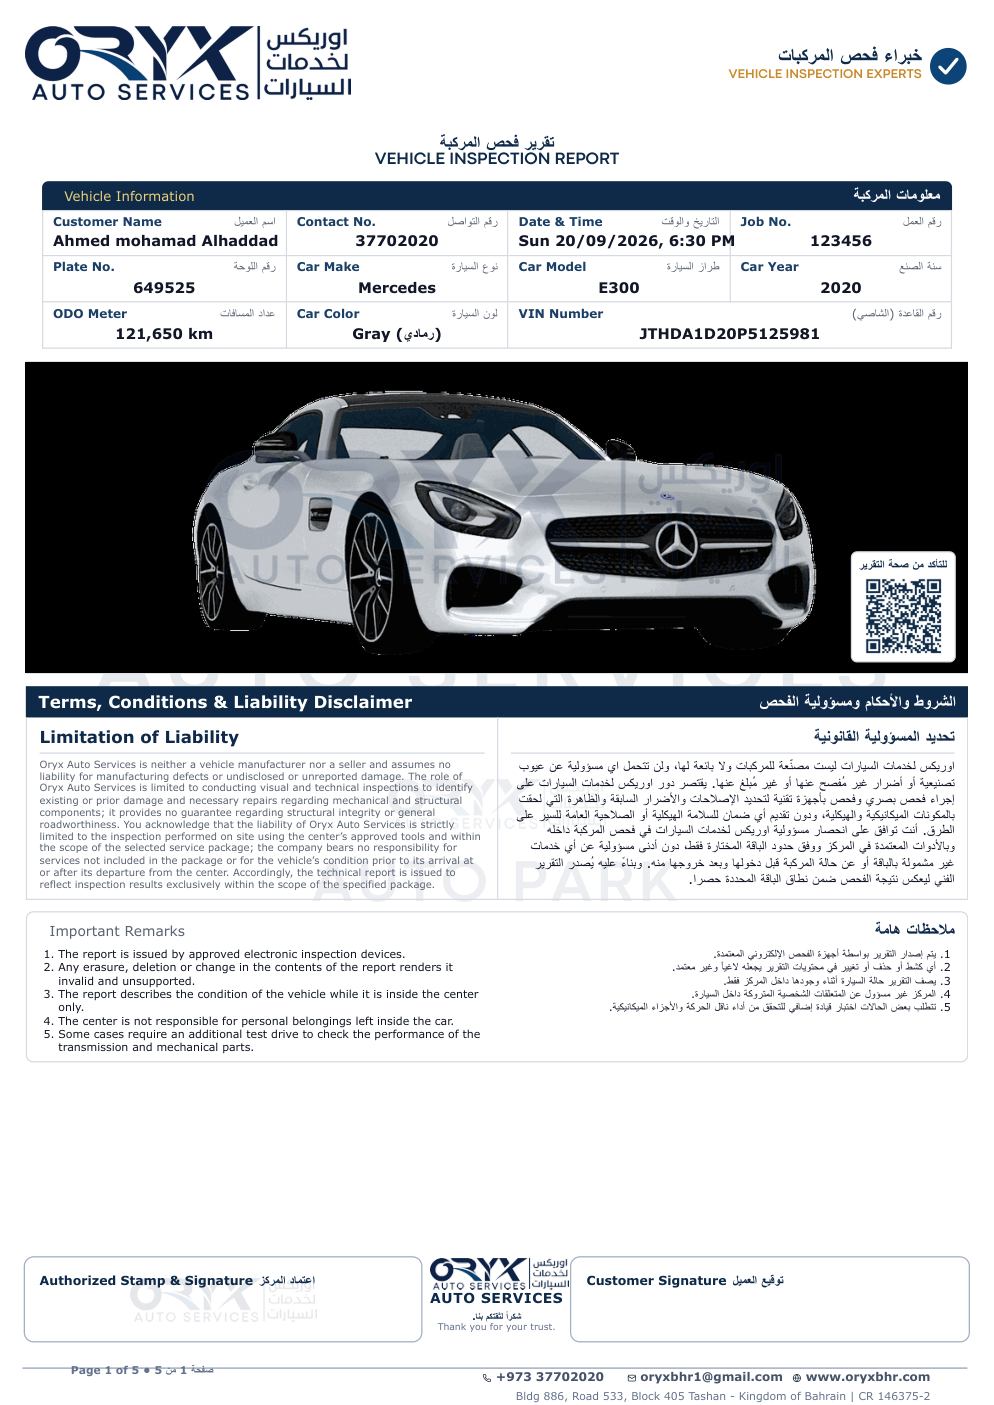 ORYX
AUTO SERVICES
اوريكس
لخدمات
السيارات
خبراء فحص المركبات
VEHICLE INSPECTION EXPERTS
تقرير فحص المركبة
VEHICLE INSPECTION REPORT
Vehicle Information معلومات المركبة
Customer Name اسم العميل Contact No. رقم التواصل Date & Time التاريخ والوقت Job No. رقم العمل
Ahmed mohamad Alhaddad 37702020 Sun 20/09/2026, 6:30 PM 123456
Plate No. رقم اللوحة Car Make نوع السيارة Car Model طراز السيارة Car Year سنة الصنع
649525 Mercedes E300 2020
ODO Meter عداد المسافات Car Color لون السيارة VIN Number رقم القاعدة (الشاصي)
121,650 km Gray (رمادي) JTHDA1D20P5125981
للتأكد من صحة التقرير
Terms, Conditions & Liability Disclaimer الشروط والأحكام ومسؤولية الفحص
Limitation of Liability
Oryx Auto Services is neither a vehicle manufacturer nor a seller and assumes no
liability for manufacturing defects or undisclosed or unreported damage. The role of
Oryx Auto Services is limited to conducting visual and technical inspections to identify
existing or prior damage and necessary repairs regarding mechanical and structural
components; it provides no guarantee regarding structural integrity or general
roadworthiness. You acknowledge that the liability of Oryx Auto Services is strictly
limited to the inspection performed on site using the center's approved tools and within
the scope of the selected service package; the company bears no responsibility for
services not included in the package or for the vehicle's condition prior to its arrival at
or after its departure from the center. Accordingly, the technical report is issued to
reflect inspection results exclusively within the scope of the specified package.
تحديد المسؤولية القانونية
اوريكس لخدمات السيارات ليست مصنّعة للمركبات ولا بائعة لها، ولن تتحمل اي مسؤولية عن عيوب
تصنيعية أو أضرار غير مُفصح عنها أو غير مُبلغ عنها. يقتصر دور اوريكس لخدمات السيارات على
إجراء فحص بصري وفحص بأجهزة تقنية لتحديد الإصلاحات والأضرار السابقة والظاهرة التي لحقت
بالمكونات الميكانيكية والهيكلية، ودون تقديم أي ضمان للسلامة الهيكلية أو الصلاحية العامة للسير على
الطرق. أنت توافق على انحصار مسؤولية اوريكس لخدمات السيارات في فحص المركبة داخله
وبالأدوات المعتمدة في المركز ووفق حدود الباقة المختارة فقط، دون أدنى مسؤولية عن أي خدمات
غير مشمولة بالباقة أو عن حالة المركبة قبل دخولها وبعد خروجها منه. وبناءً عليه يُصدر التقرير
الفني ليعكس نتيجة الفحص ضمن نطاق الباقة المحددة حصرا.
AUTO PARK
Important Remarks
1. The report is issued by approved electronic inspection devices.
2. Any erasure, deletion or change in the contents of the report renders it
invalid and unsupported.
3. The report describes the condition of the vehicle while it is inside the center
only.
4. The center is not responsible for personal belongings left inside the car.
5. Some cases require an additional test drive to check the performance of the
transmission and mechanical parts.
ملاحظات هامة
1. يتم إصدار التقرير بواسطة أجهزة الفحص الإلكتروني المعتمدة.
2. أي كشط أو حذف أو تغيير في محتويات التقرير يجعله لاغياً وغير معتمد.
3. يصف التقرير حالة السيارة أثناء وجودها داخل المركز فقط.
4. المركز غير مسؤول عن المتعلقات الشخصية المتروكة داخل السيارة.
5. تتطلب بعض الحالات اختبار قيادة إضافي للتحقق من أداء ناقل الحركة والأجزاء الميكانيكية.
Authorized Stamp & Signature اعتماد المركز
ORYX
AUTO SERVICES
اوريكس
لخدمات
السيارات
ORYX
AUTO SERVICES
اوريكس
لخدمات
السيارات
AUTO SERVICES
شكراً لثقتكم بنا.
Thank you for your trust.
Customer Signature توقيع العميل
Page 1 of 5 • صفحة 1 من 5
+973 37702020 oryxbhr1@gmail.com www.oryxbhr.com
Bldg 886, Road 533, Block 405 Tashan - Kingdom of Bahrain | CR 146375-2